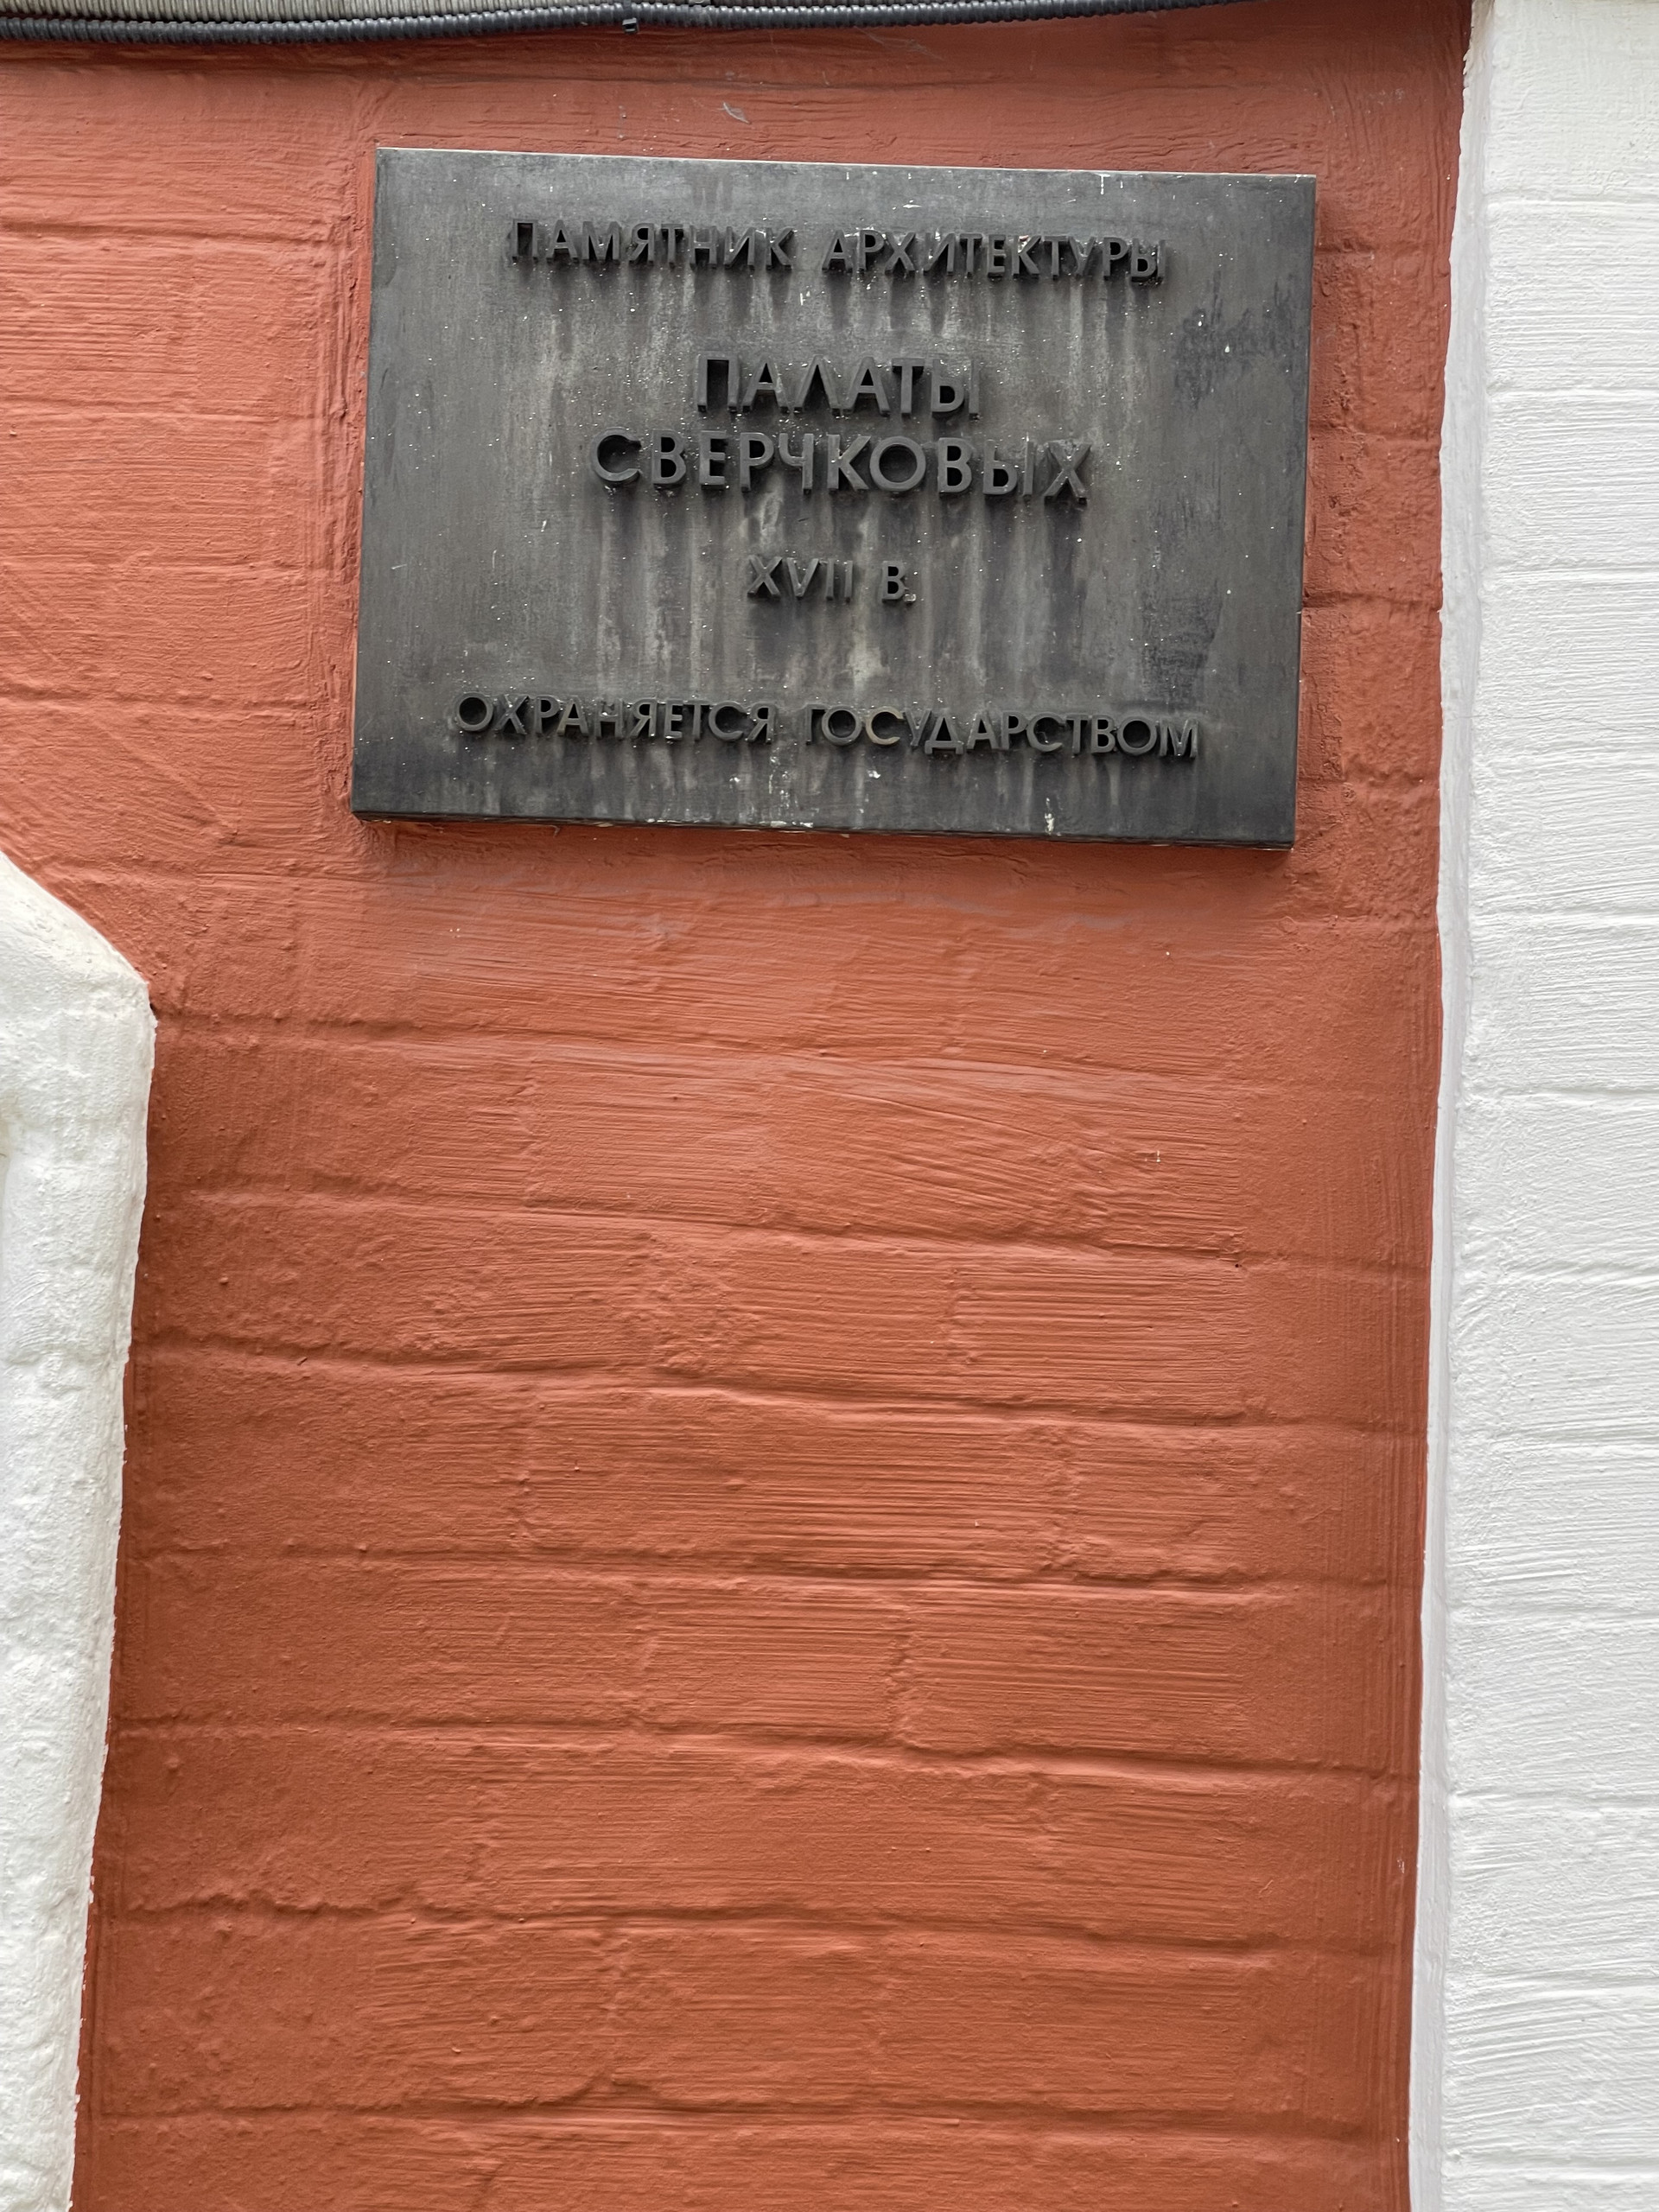 ПАМЯТНИК АРХИТЕКТУРЫ
ПАЛАТЫ
СВЕРЧКОВЫХ
XVII В.
ОХРАНЯЕТСЯ ГОСУДАРСТВОМ